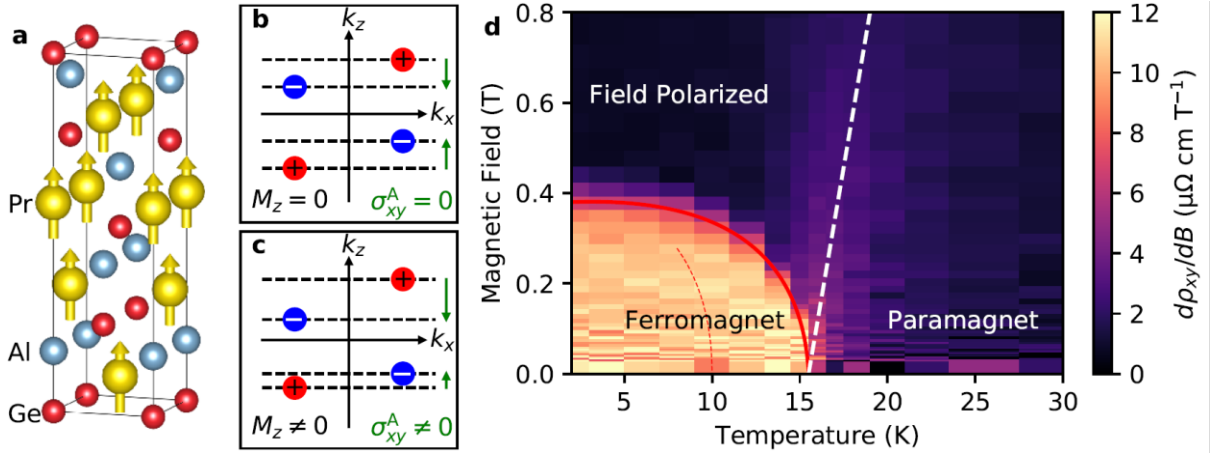 a
Pr
Al
Ge
b
k_z
+
−
k_x
−
+
M_z = 0
σ^A_xy = 0
c
k_z
+
−
k_x
−
+
M_z ≠ 0
σ^A_xy ≠ 0
d
Magnetic Field (T)
0.8
0.6
0.4
0.2
0.0
Field Polarized
Ferromagnet
Paramagnet
5 10 15 20 25 30
Temperature (K)
12
10
8
6
4
2
0
dρ_xy/dB (μΩ cm T⁻¹)